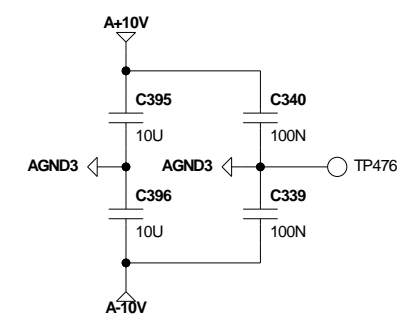 A+10V
C395 C340
10U 100N
AGND3 AGND3 TP476
C396 C339
10U 100N
A-10V